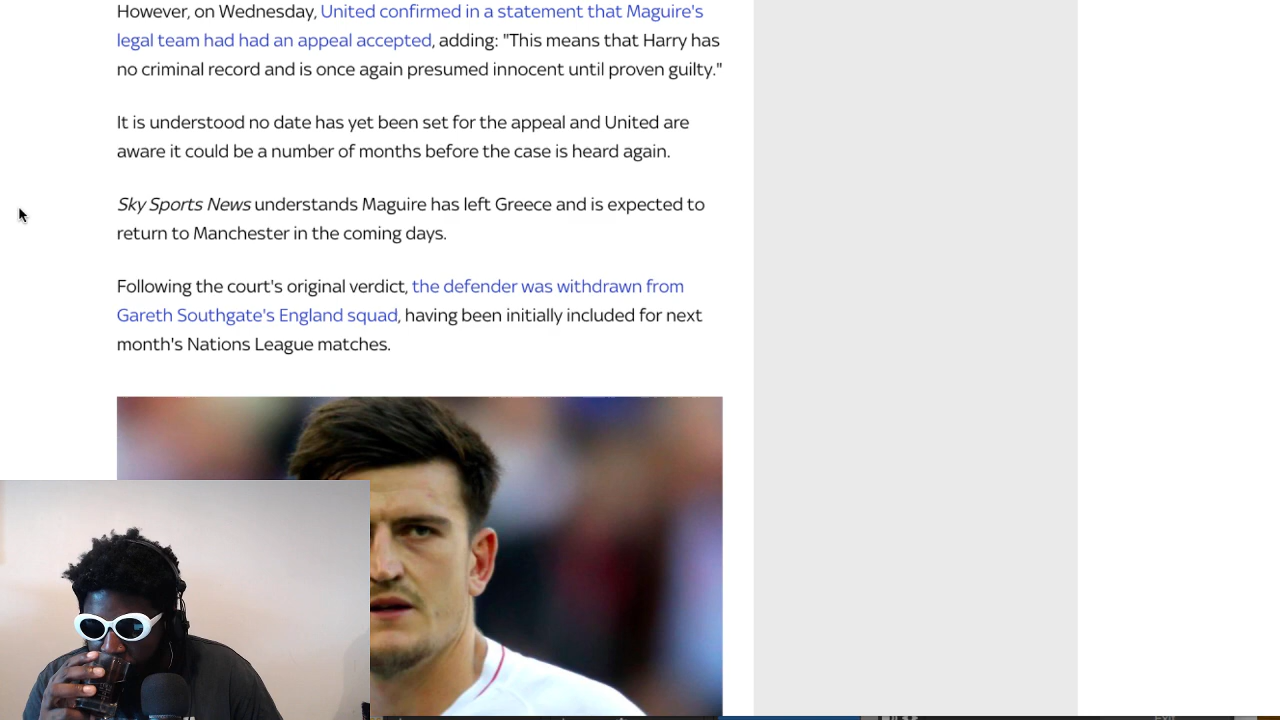 However, on Wednesday, United confirmed in a statement that Maguire's
legal team had had an appeal accepted, adding: "This means that Harry has
no criminal record and is once again presumed innocent until proven guilty."
It is understood no date has yet been set for the appeal and United are
aware it could be a number of months before the case is heard again.
Sky Sports News understands Maguire has left Greece and is expected to
return to Manchester in the coming days.
Following the court's original verdict, the defender was withdrawn from
Gareth Southgate's England squad, having been initially included for next
month's Nations League matches.